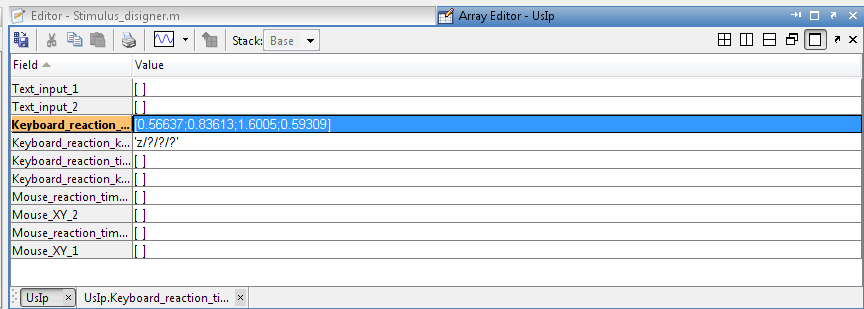 Editor - Stimulus_disigner.m
Array Editor - UsIp
Stack: Base
Field Value
Text_input_1 [ ]
Text_input_2 [ ]
Keyboard_reaction_... [0.56637;0.83613;1.6005;0.59309]
Keyboard_reaction_k... 'z/?/?/?'
Keyboard_reaction_ti... [ ]
Keyboard_reaction_k... [ ]
Mouse_reaction_tim... [ ]
Mouse_XY_2 [ ]
Mouse_reaction_tim... [ ]
Mouse_XY_1 [ ]
UsIp × UsIp.Keyboard_reaction_ti... ×